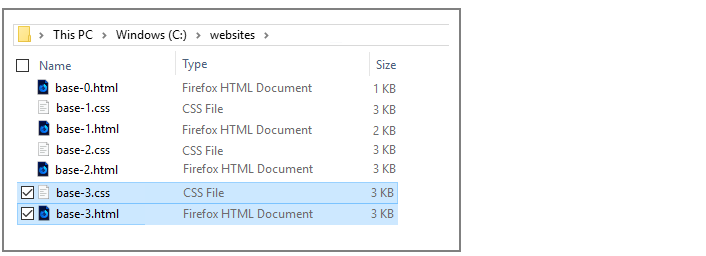 This PC > Windows (C:) > websites >
Name Type Size
base-0.html Firefox HTML Document 1 KB
base-1.css CSS File 3 KB
base-1.html Firefox HTML Document 2 KB
base-2.css CSS File 3 KB
base-2.html Firefox HTML Document 3 KB
base-3.css CSS File 3 KB
base-3.html Firefox HTML Document 3 KB